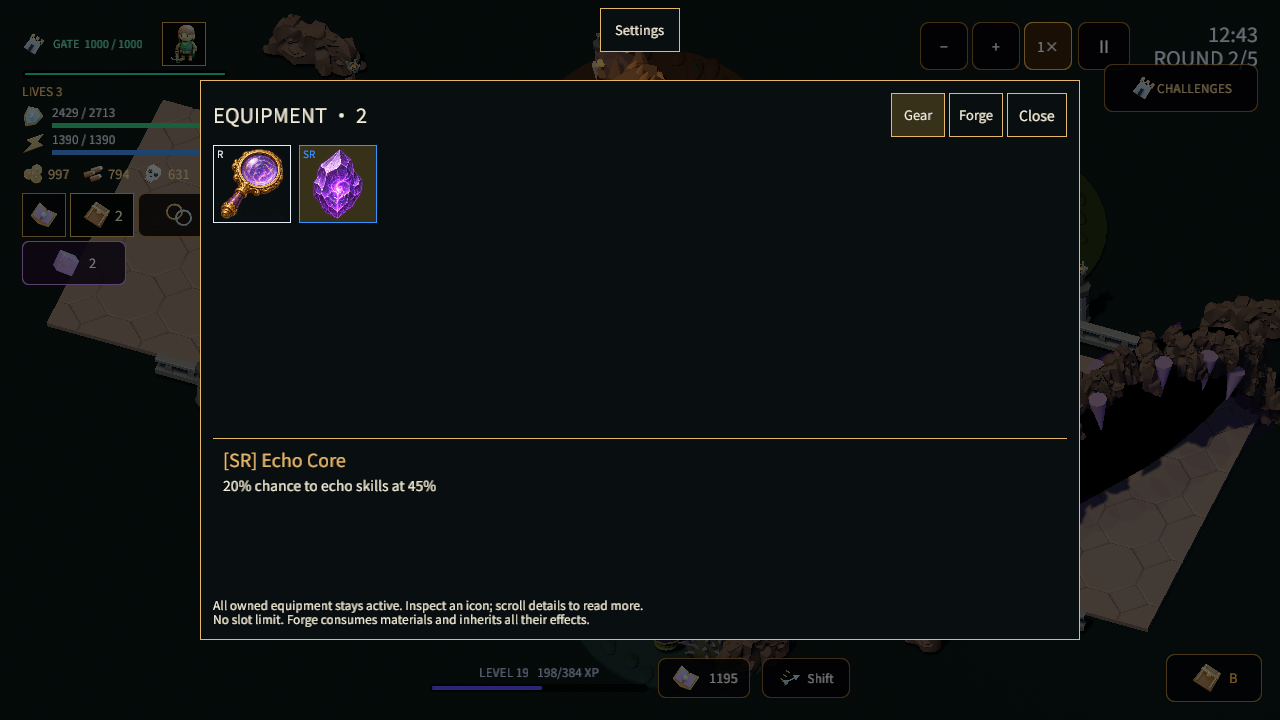 Settings
GATE 1000 / 1000
1×
12:43
ROUND 2/5
CHALLENGES
LIVES 3
2429 / 2713
1390 / 1390
997
794
631
2
2
EQUIPMENT • 2
Gear
Forge
Close
R
SR
[SR] Echo Core
20% chance to echo skills at 45%
All owned equipment stays active. Inspect an icon; scroll details to read more.
No slot limit. Forge consumes materials and inherits all their effects.
LEVEL 19 198/384 XP
1195
Shift
B